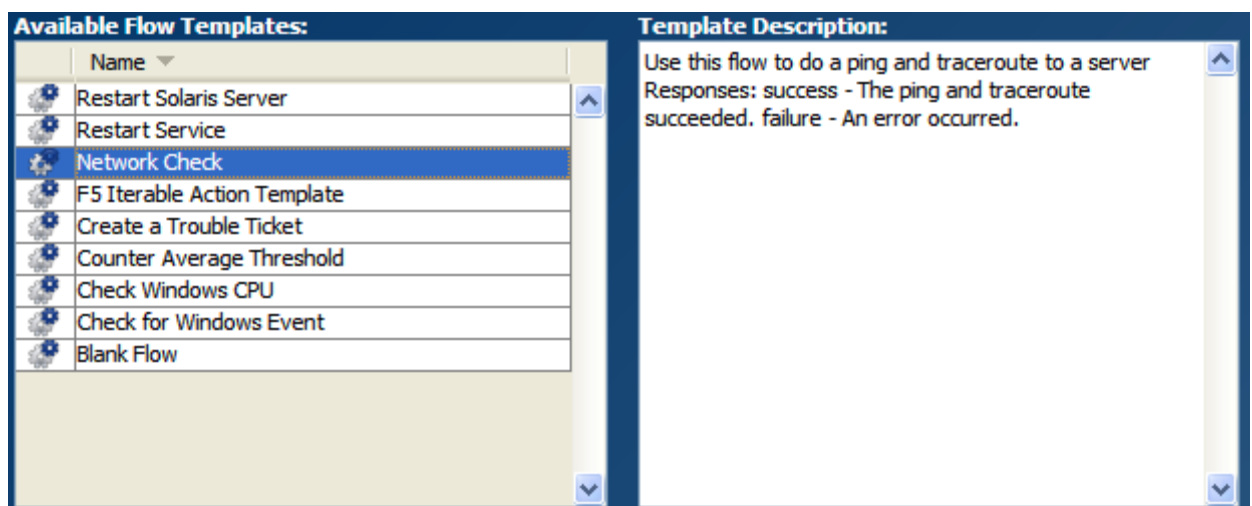 Available Flow Templates:
Name
Restart Solaris Server
Restart Service
Network Check
F5 Iterable Action Template
Create a Trouble Ticket
Counter Average Threshold
Check Windows CPU
Check for Windows Event
Blank Flow
Template Description:
Use this flow to do a ping and traceroute to a server
Responses: success - The ping and traceroute
succeeded. failure - An error occurred.